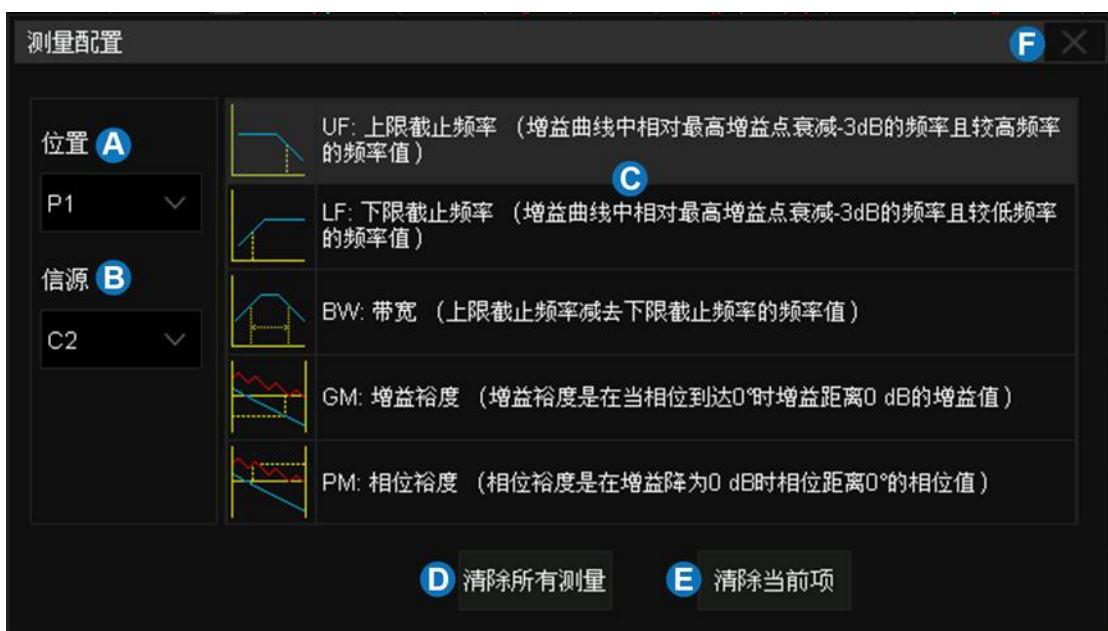 测量配置 F
位置 A
P1
信源 B
C2
UF: 上限截止频率 （增益曲线中相对最高增益点衰减-3dB的频率且较高频率
的频率值）
C
LF: 下限截止频率 （增益曲线中相对最高增益点衰减-3dB的频率且较低频率
的频率值）
BW: 带宽 （上限截止频率减去下限截止频率的频率值）
GM: 增益裕度 （增益裕度是在当相位到达0°时增益距离0 dB的增益值）
PM: 相位裕度 （相位裕度是在增益降为0 dB时相位距离0°的相位值）
D 清除所有测量 E 清除当前项